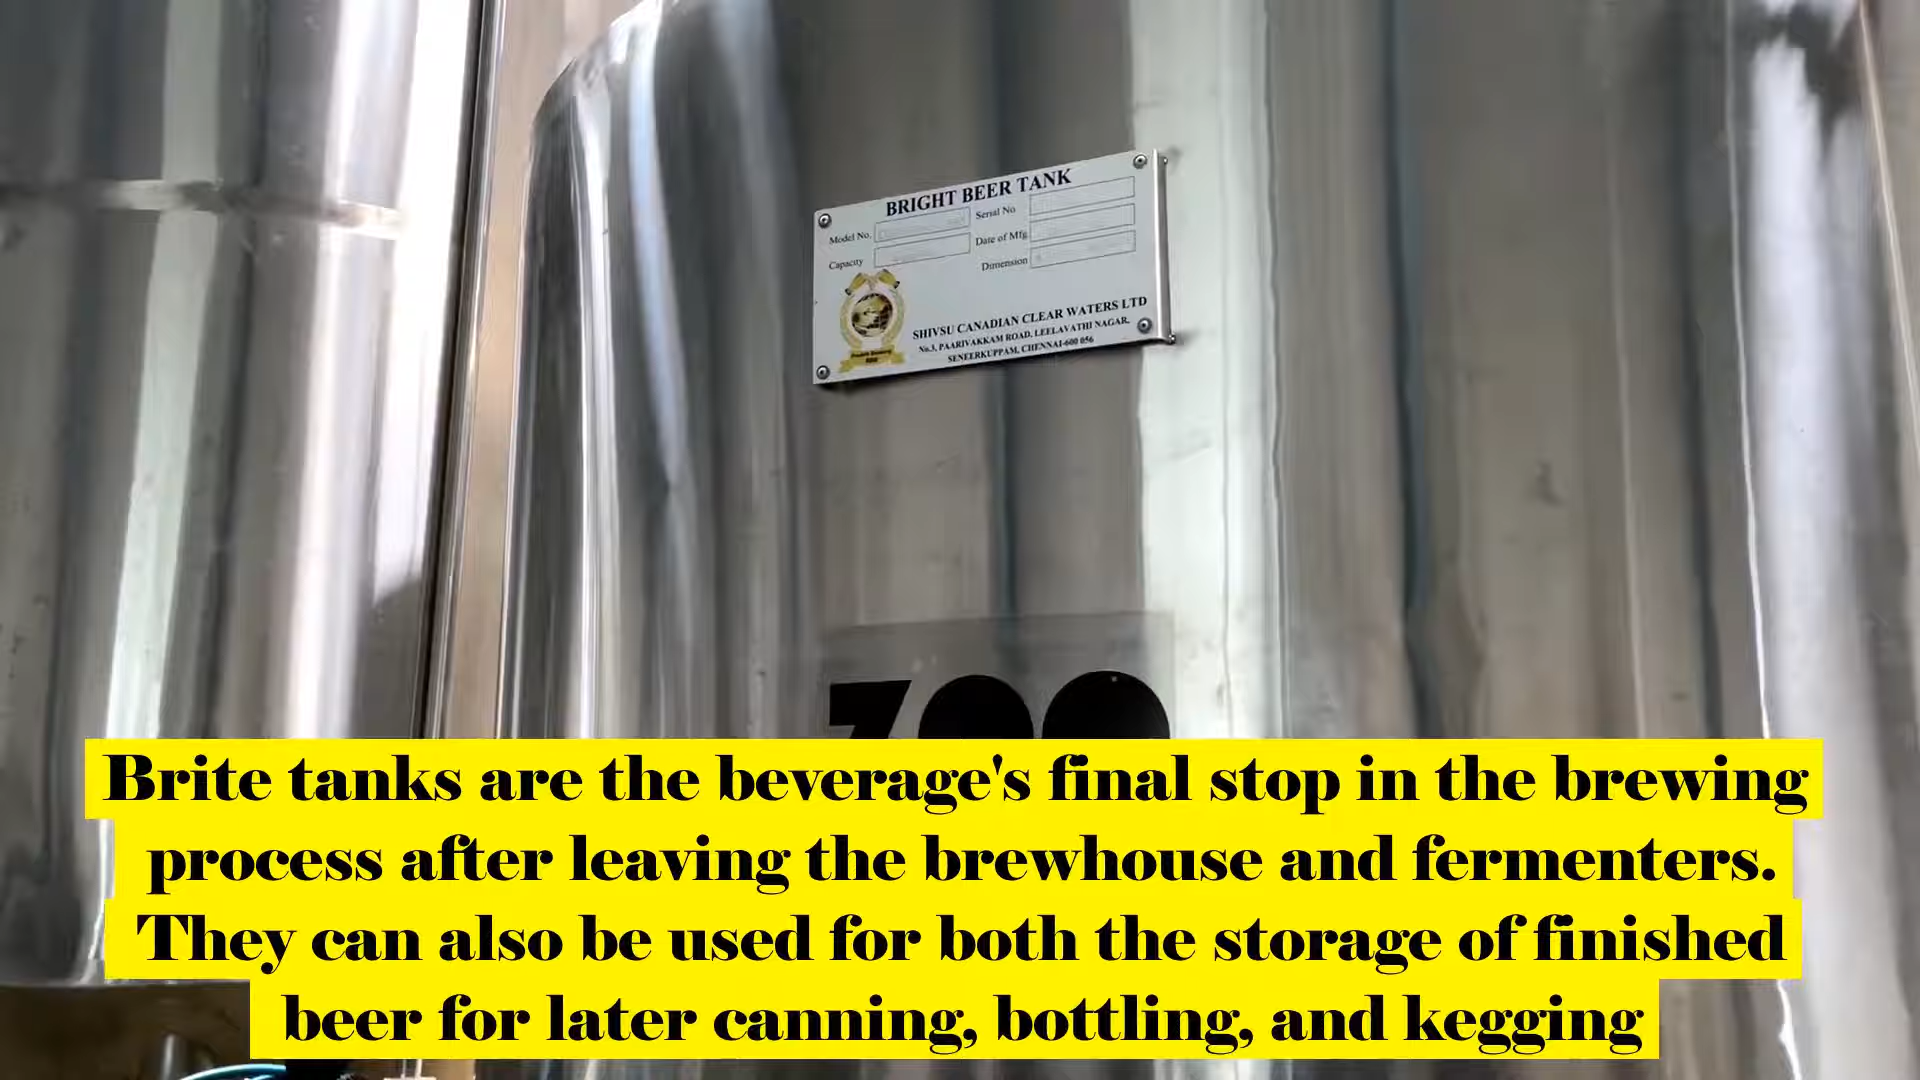 BRIGHT BEER TANK
Model No.
Serial No
Capacity
Date of Mfg
Dimension
SHIVSU CANADIAN CLEAR WATERS LTD
No.3, PAARIVAKKAM ROAD, LEELAVATHI NAGAR,
SENEERKUPPAM, CHENNAI-600 056
Brite tanks are the beverage's final stop in the brewing
process after leaving the brewhouse and fermenters.
They can also be used for both the storage of finished
beer for later canning, bottling, and kegging